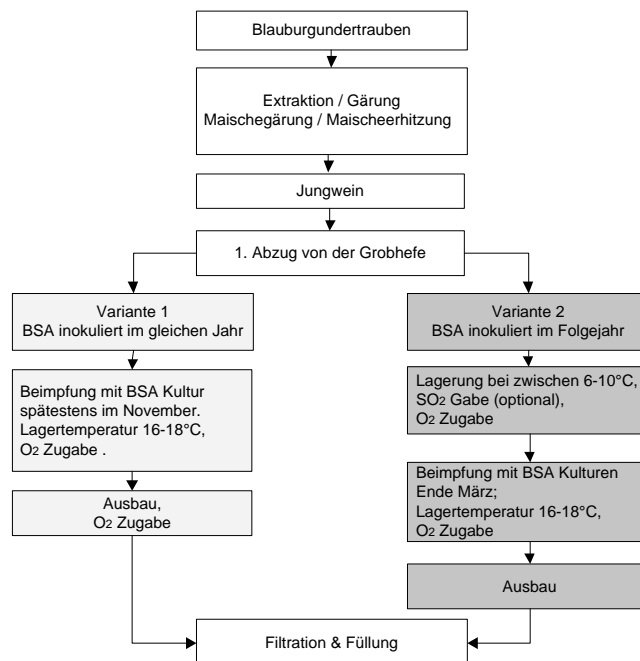 Blauburgundertrauben
Extraktion / Gärung
Maischegärung / Maischeerhitzung
Jungwein
1. Abzug von der Grobhefe
Variante 1
BSA inokuliert im gleichen Jahr
Beimpfung mit BSA Kultur
spätestens im November.
Lagertemperatur 16-18°C,
O2 Zugabe .
Ausbau,
O2 Zugabe
Variante 2
BSA inokuliert im Folgejahr
Lagerung bei zwischen 6-10°C,
SO2 Gabe (optional),
O2 Zugabe
Beimpfung mit BSA Kulturen
Ende März;
Lagertemperatur 16-18°C,
O2 Zugabe
Ausbau
Filtration & Füllung